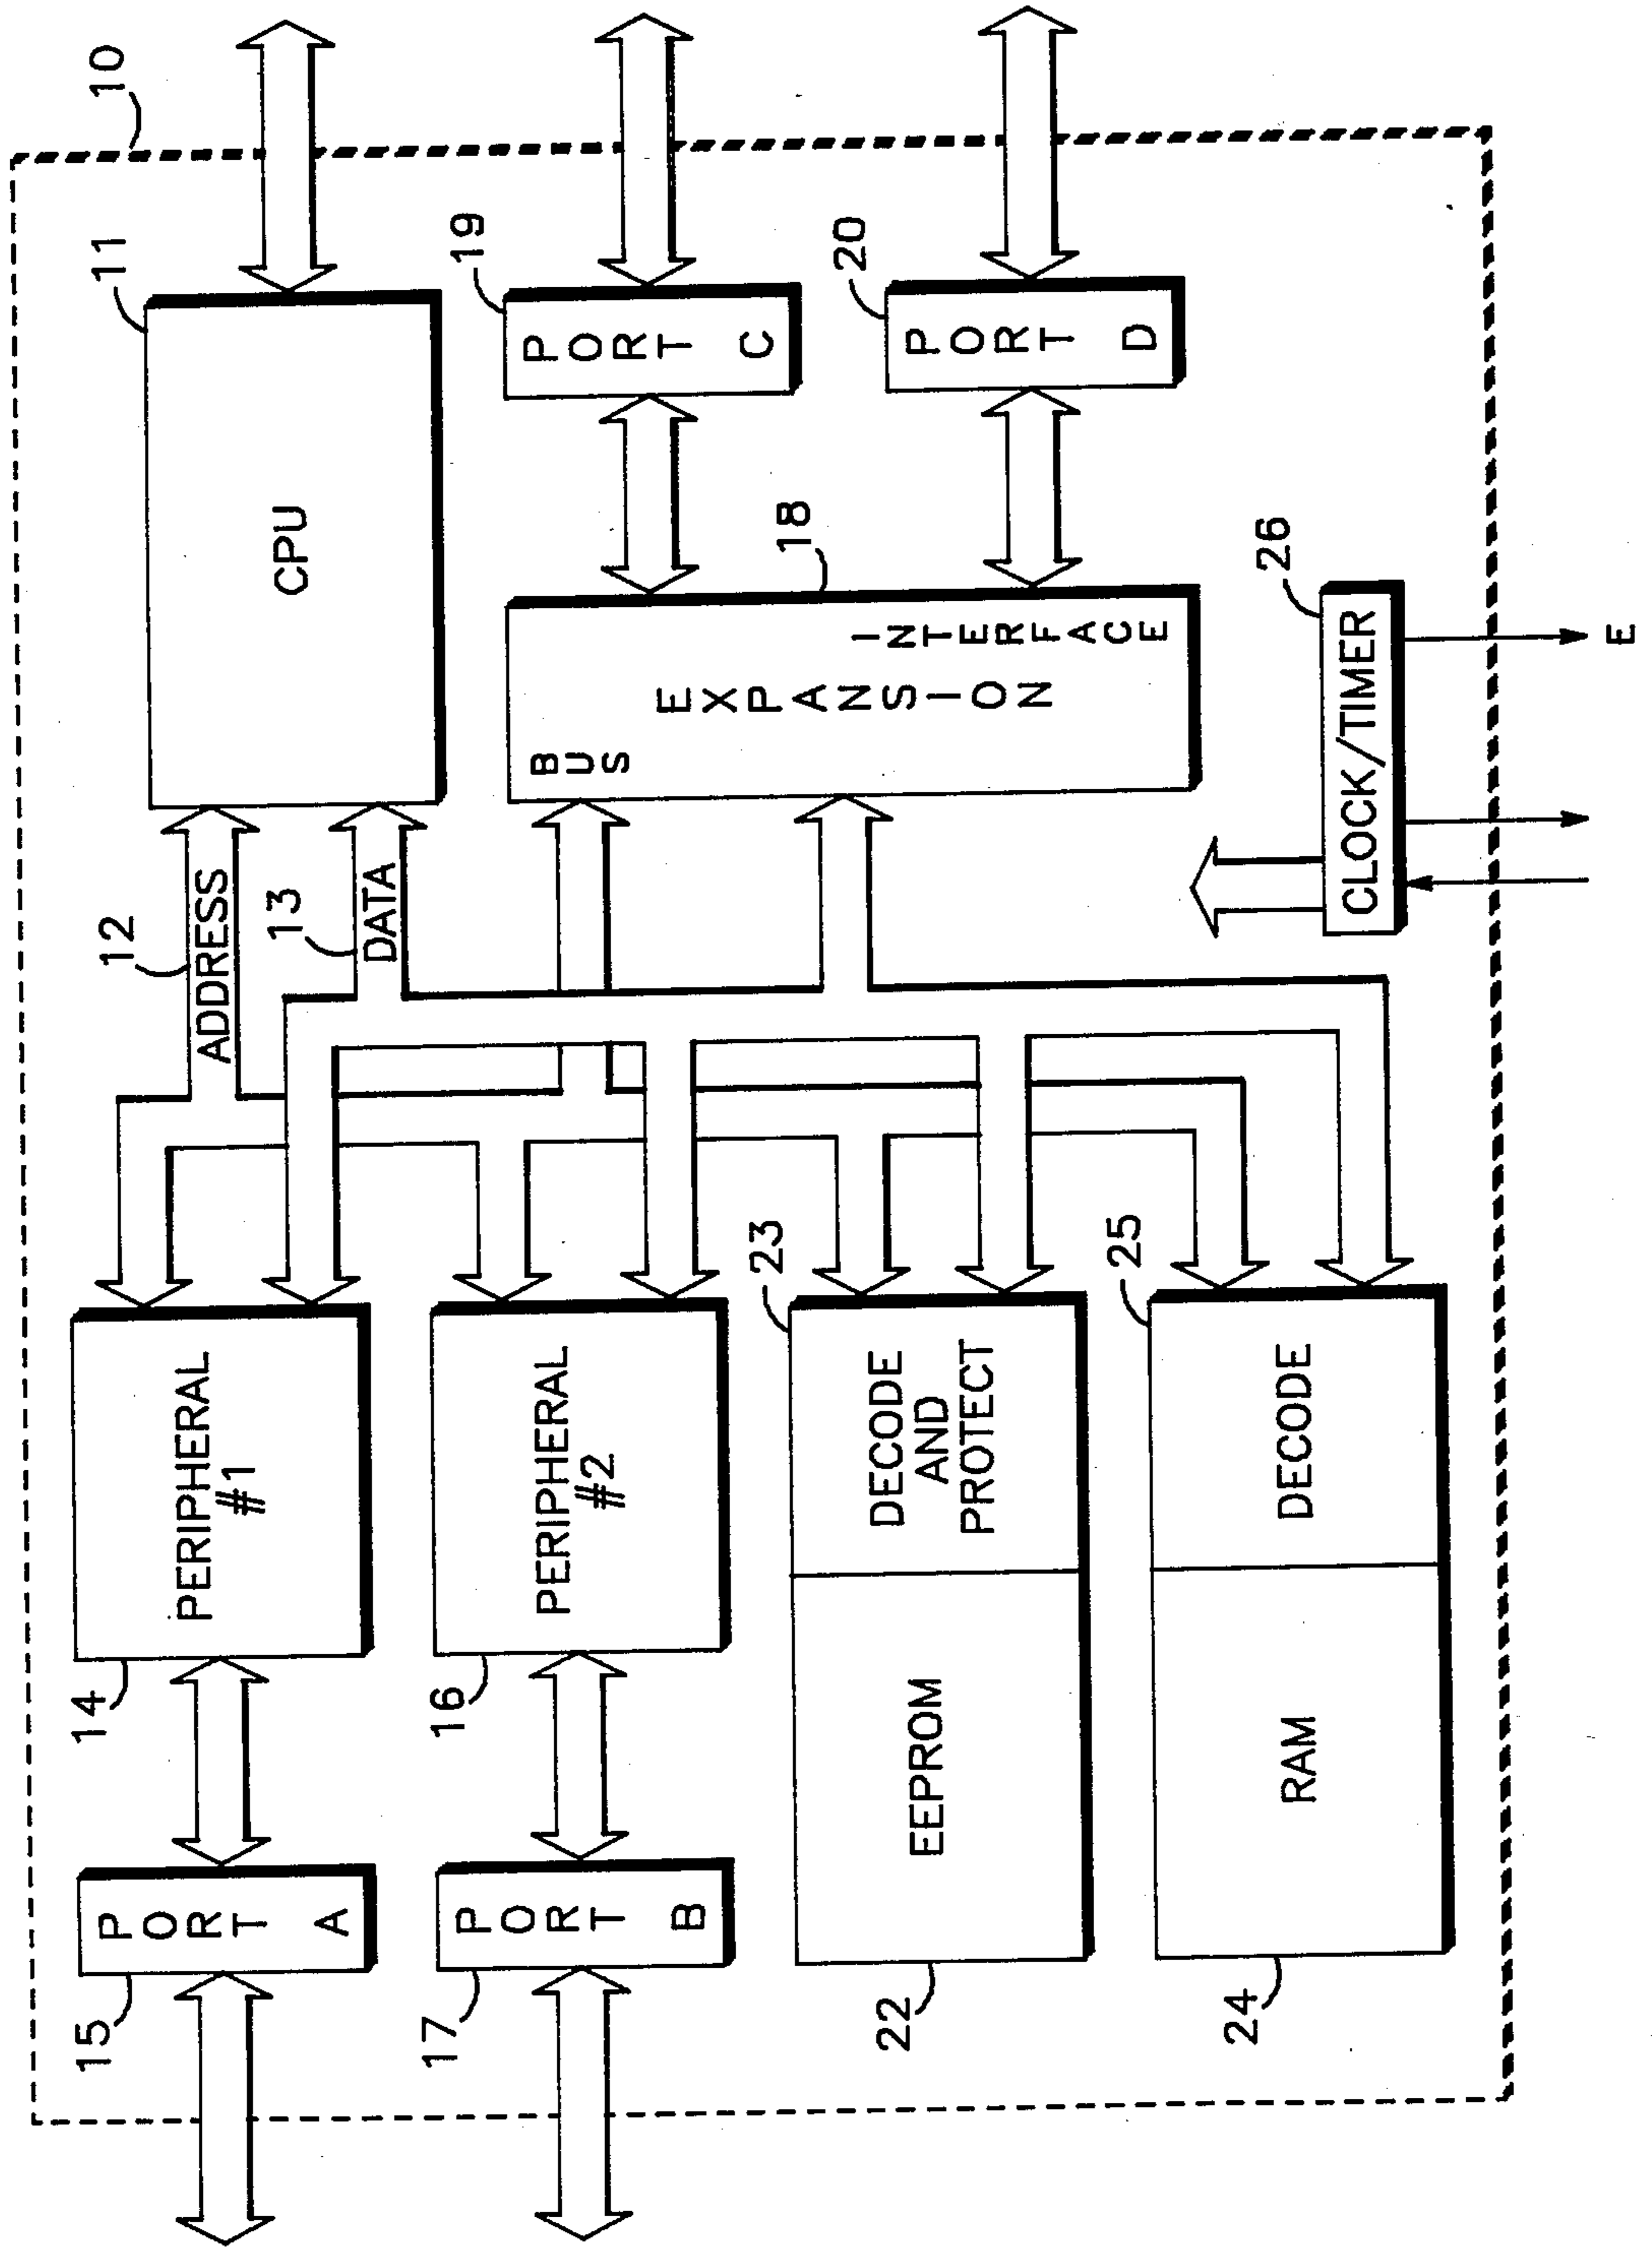 10
11
CPU
12
ADDRESS
13
DATA
14
PERIPHERAL
#1
15
PORT A
16
PERIPHERAL
#2
17
PORT B
18
BUS
EXPANSION
INTERFACE
19
PORT C
20
PORT D
22
EEPROM
23
DECODE
AND
PROTECT
24
RAM
25
DECODE
26
CLOCK/TIMER
E